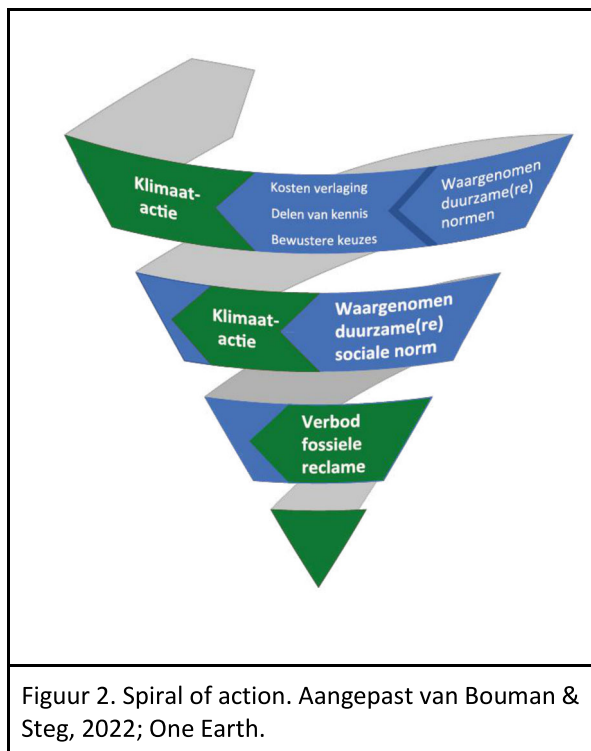 Klimaat-
actie
Kosten verlaging
Delen van kennis
Bewustere keuzes
Waargenomen
duurzame(re)
normen
Klimaat-
actie
Waargenomen
duurzame(re)
sociale norm
Verbod
fossiele
reclame
Figuur 2. Spiral of action. Aangepast van Bouman &
Steg, 2022; One Earth.